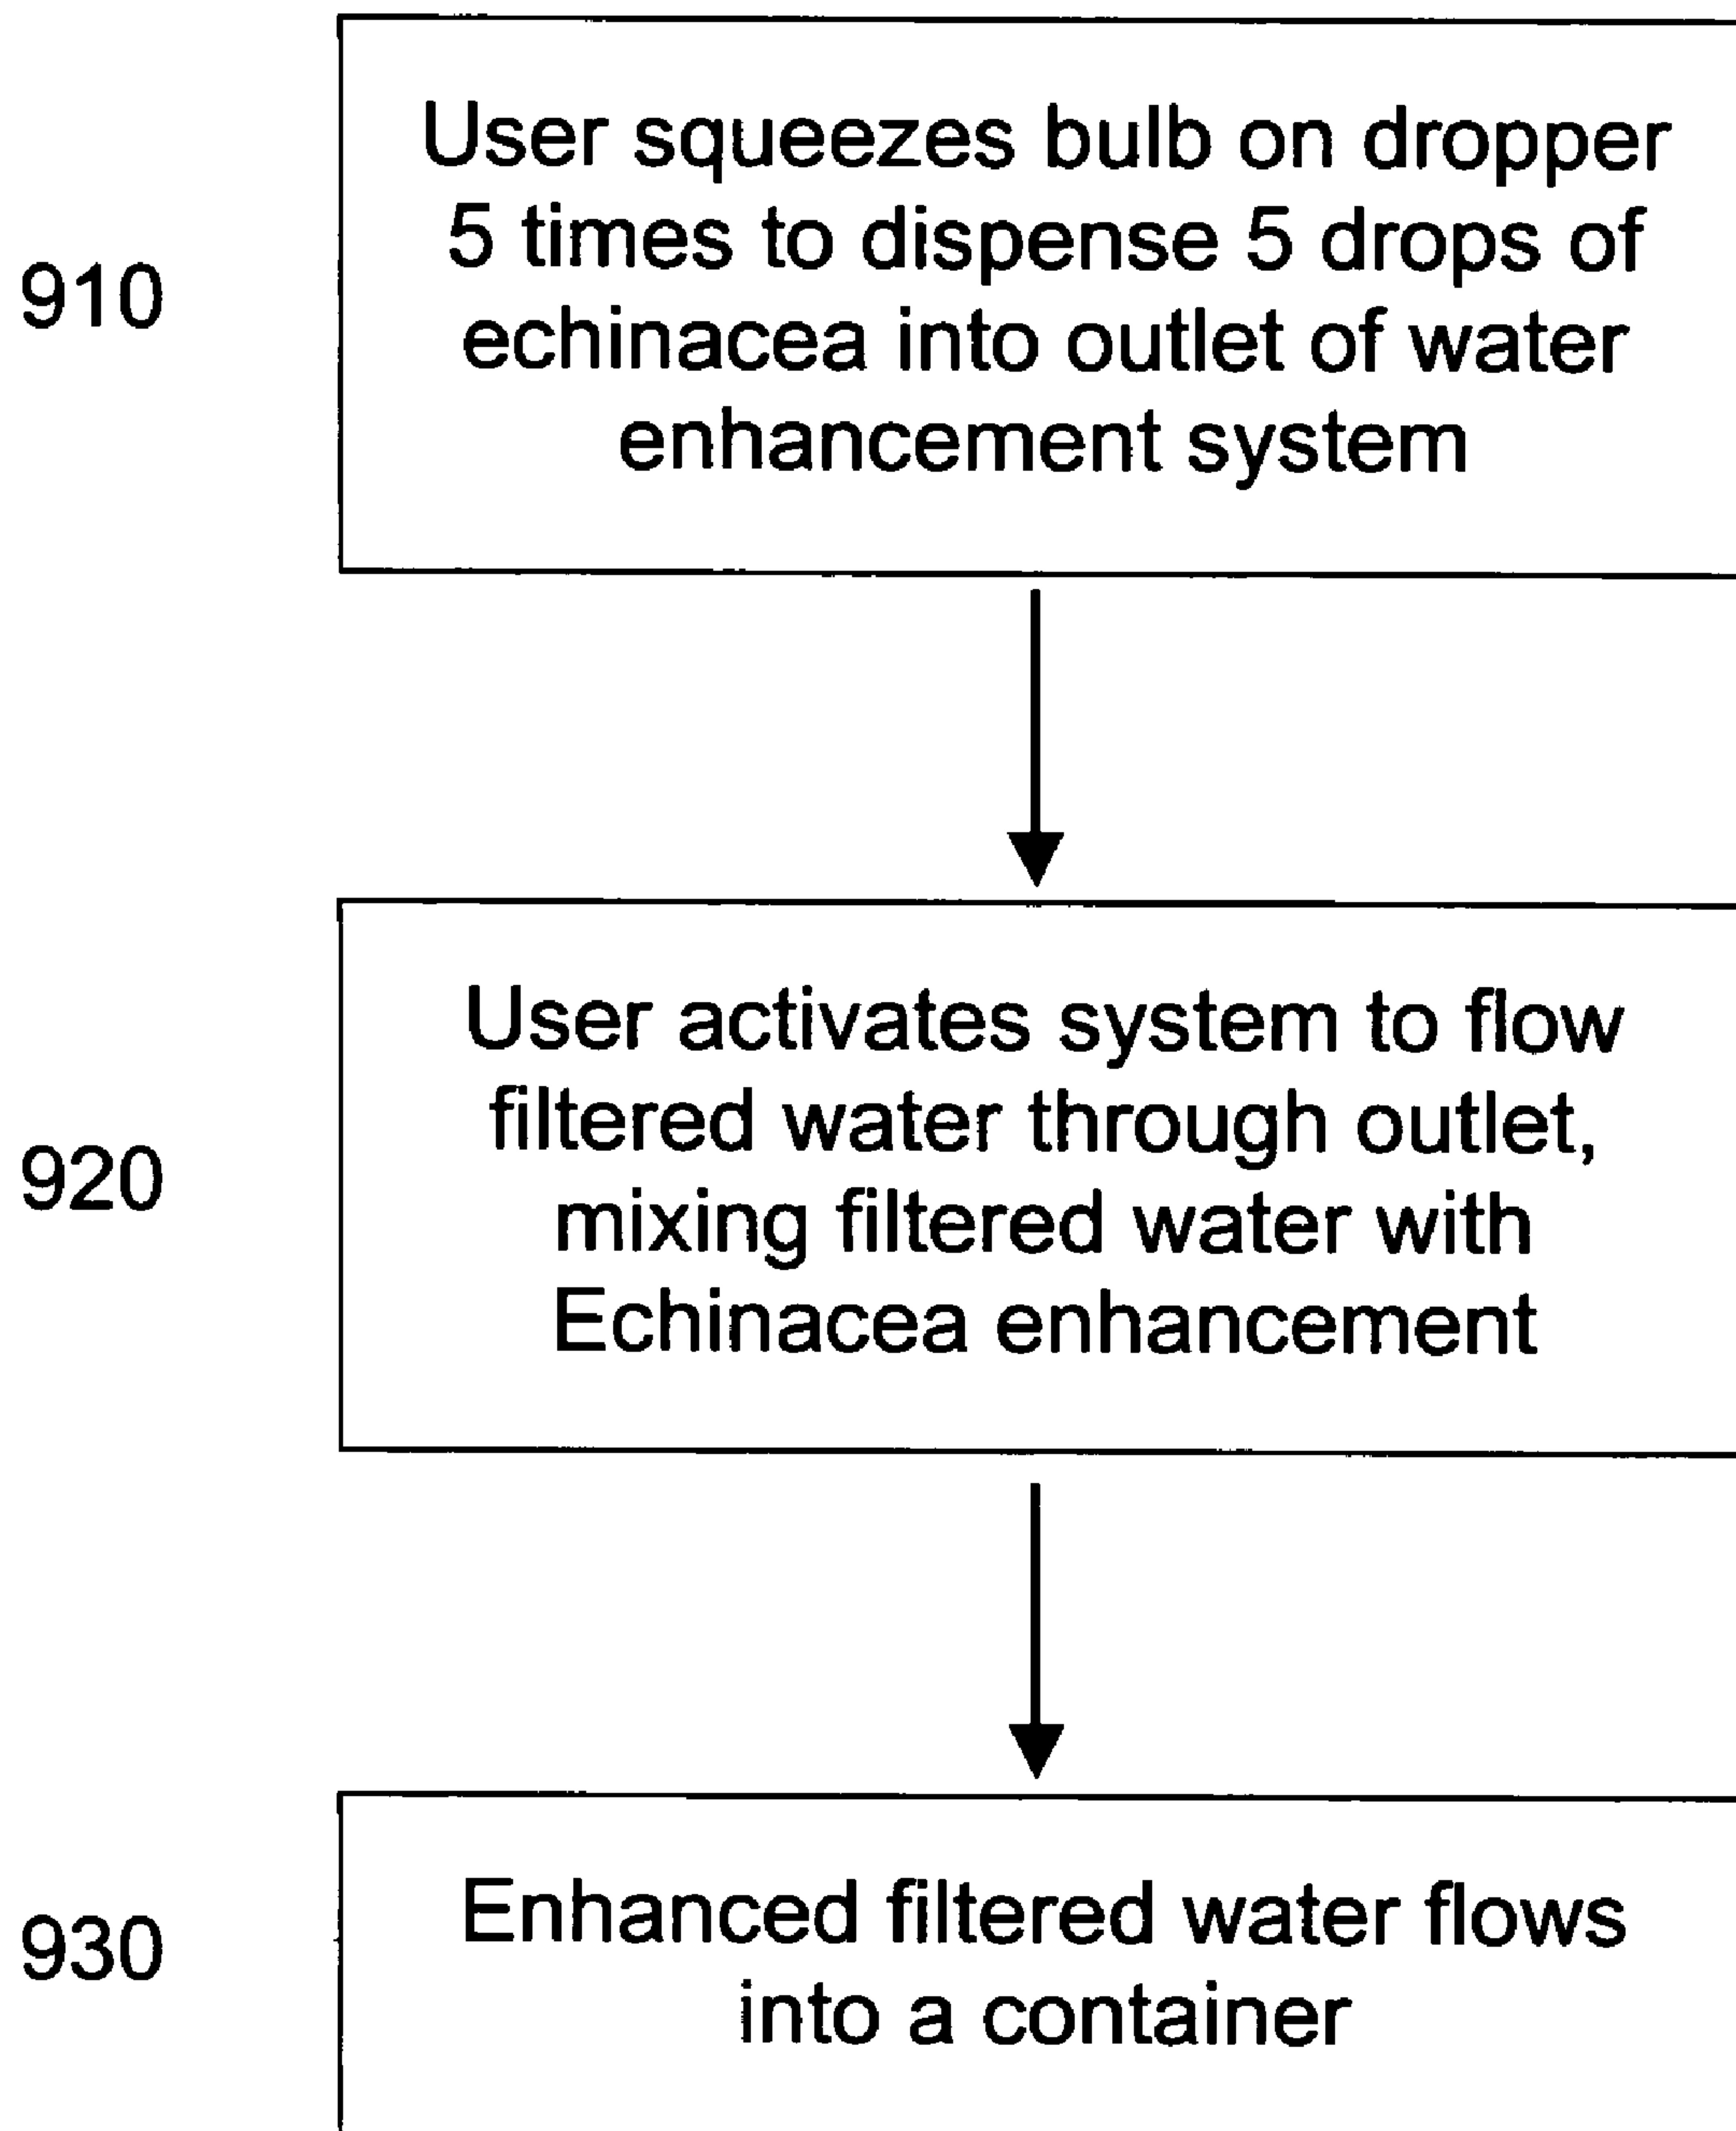 User squeezes bulb on dropper
5 times to dispense 5 drops of
910
echinacea into outlet of water
enhancement system
User activates system to flow
filtered water through outlet,
920
mixing filtered water with
Echinacea enhancement
Enhanced filtered water flows
930
into a container